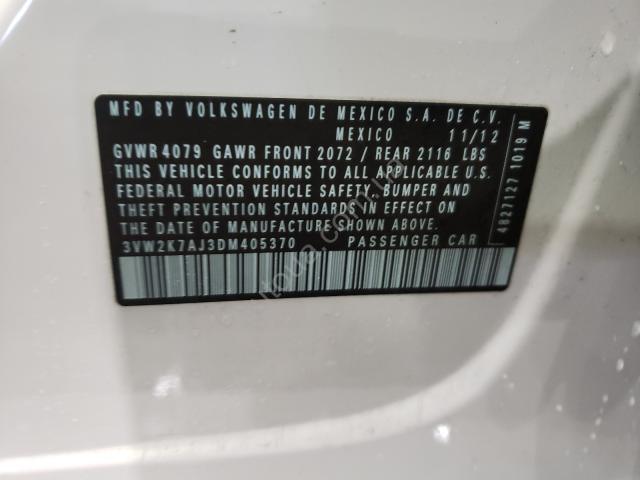 MFD BY VOLKSWAGEN DE MEXICO S.A. DE C.V.
MEXICO 11/12
GVWR 4079 GAWR FRONT 2072 / REAR 2116 LBS
THIS VEHICLE CONFORMS TO ALL APPLICABLE U.S.
FEDERAL MOTOR VEHICLE SAFETY, BUMPER AND
THEFT PREVENTION STANDARDS IN EFFECT ON
THE DATE OF MANUFACTURE SHOWN ABOVE.
3VW2K7AJ3DM405370 PASSENGER CAR
4827127 1019 M